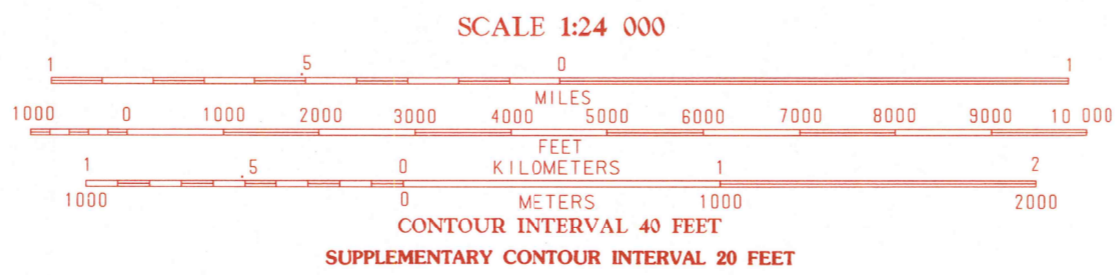 SCALE 1:24 000
1 .5 0 1
MILES
1000 0 1000 2000 3000 4000 5000 6000 7000 8000 9000 10 000
FEET
1 .5 0 KILOMETERS 1 2
1000 0 METERS 1000 2000
CONTOUR INTERVAL 40 FEET
SUPPLEMENTARY CONTOUR INTERVAL 20 FEET